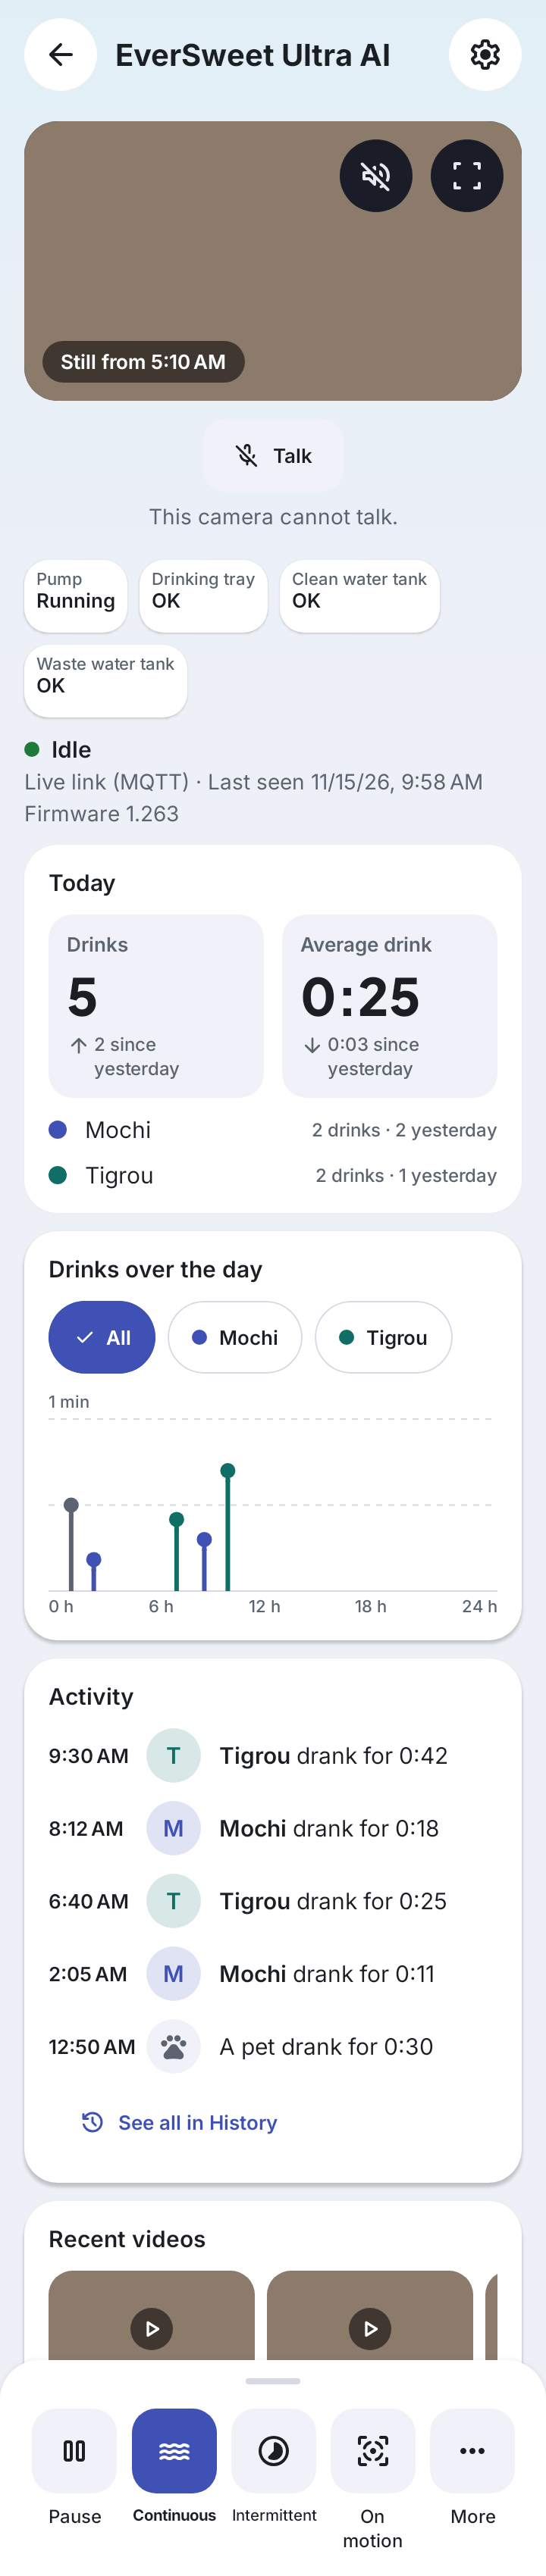 EverSweet Ultra AI
Still from 5:10 AM
Talk
This camera cannot talk.
Pump
Running
Drinking tray
OK
Clean water tank
OK
Waste water tank
OK
Idle
Live link (MQTT) · Last seen 11/15/26, 9:58 AM
Firmware 1.263
Today
Drinks
5
2 since
yesterday
Average drink
0:25
0:03 since
yesterday
Mochi
2 drinks · 2 yesterday
Tigrou
2 drinks · 1 yesterday
Drinks over the day
All
Mochi
Tigrou
1 min
0 h
6 h
12 h
18 h
24 h
Activity
9:30 AM
T
Tigrou drank for 0:42
8:12 AM
M
Mochi drank for 0:18
6:40 AM
T
Tigrou drank for 0:25
2:05 AM
M
Mochi drank for 0:11
12:50 AM
A pet drank for 0:30
See all in History
Recent videos
Pause
Continuous
Intermittent
On
motion
More